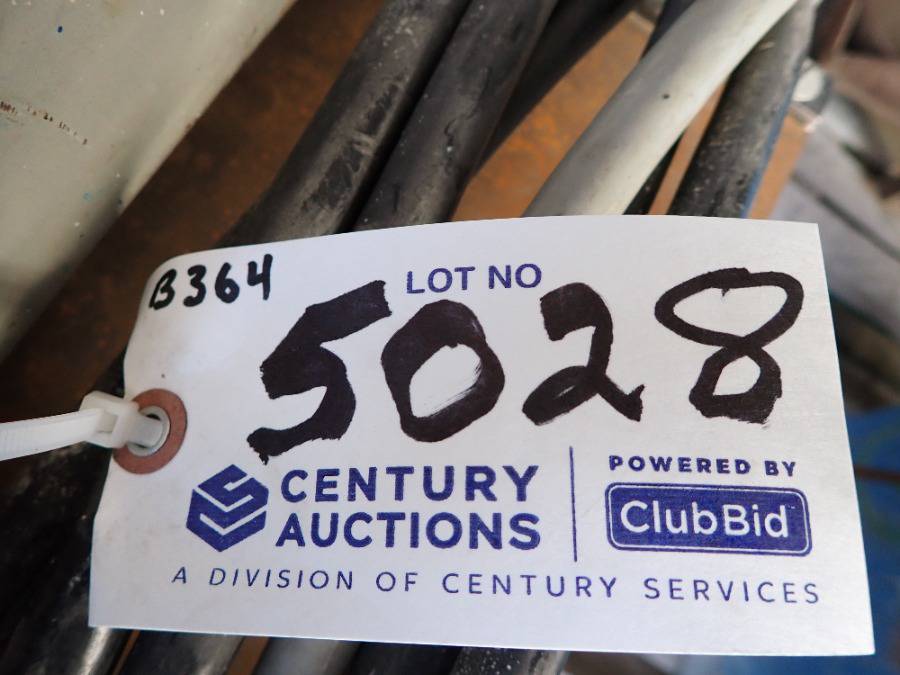 B364
LOT NO
5028
CENTURY
AUCTIONS
POWERED BY
ClubBid
A DIVISION OF CENTURY SERVICES